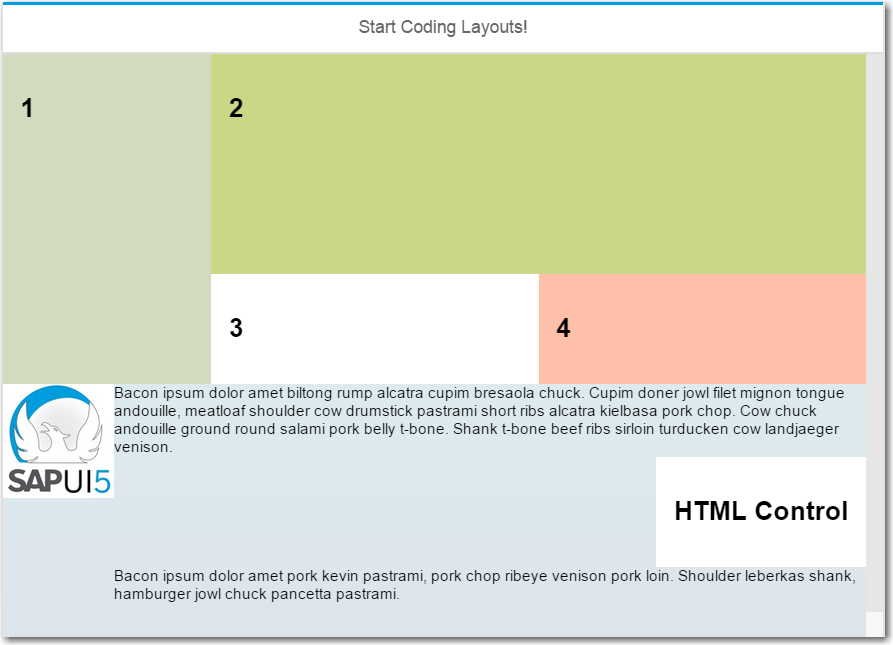 Start Coding Layouts!
1
2
3
4
SAPUI5
Bacon ipsum dolor amet biltong rump alcatra cupim bresaola chuck. Cupim doner jowl filet mignon tongue
andouille, meatloaf shoulder cow drumstick pastrami short ribs alcatra kielbasa pork chop. Cow chuck
andouille ground round salami pork belly t-bone. Shank t-bone beef ribs sirloin turducken cow landjaeger
venison.
HTML Control
Bacon ipsum dolor amet pork kevin pastrami, pork chop ribeye venison pork loin. Shoulder leberkas shank,
hamburger jowl chuck pancetta pastrami.